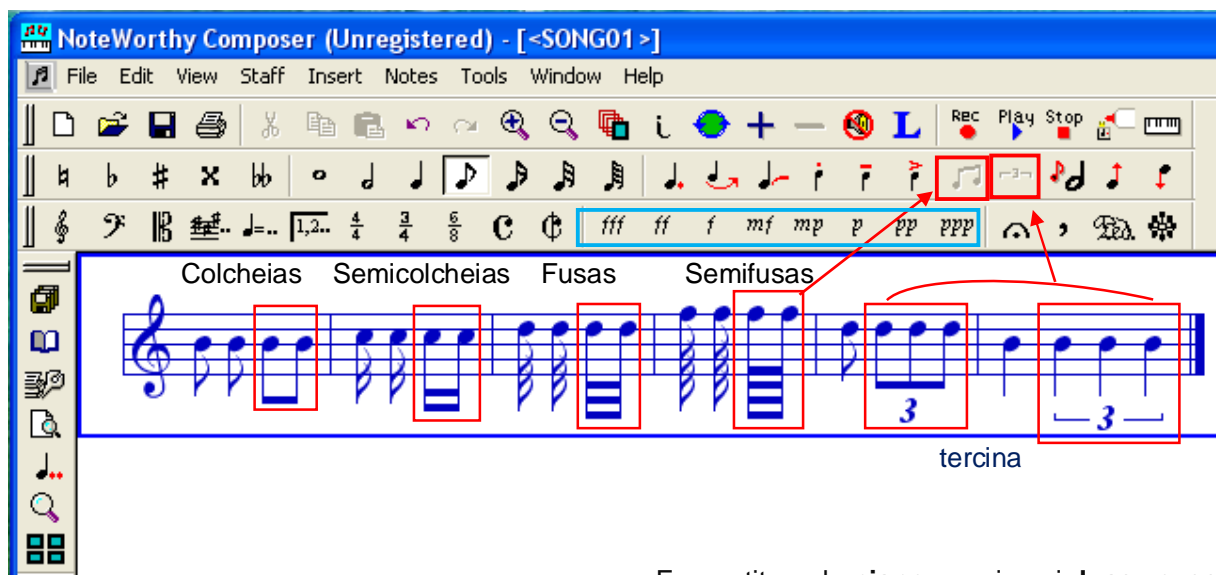 NoteWorthy Composer (Unregistered) - [<SONG01>]
File Edit View Staff Insert Notes Tools Window Help
Rec Play Stop
3
1,2.. 4/4 3/4 6/8 fff ff f mf mp p pp ppp
Colcheias Semicolcheias Fusas Semifusas
3 3
tercina